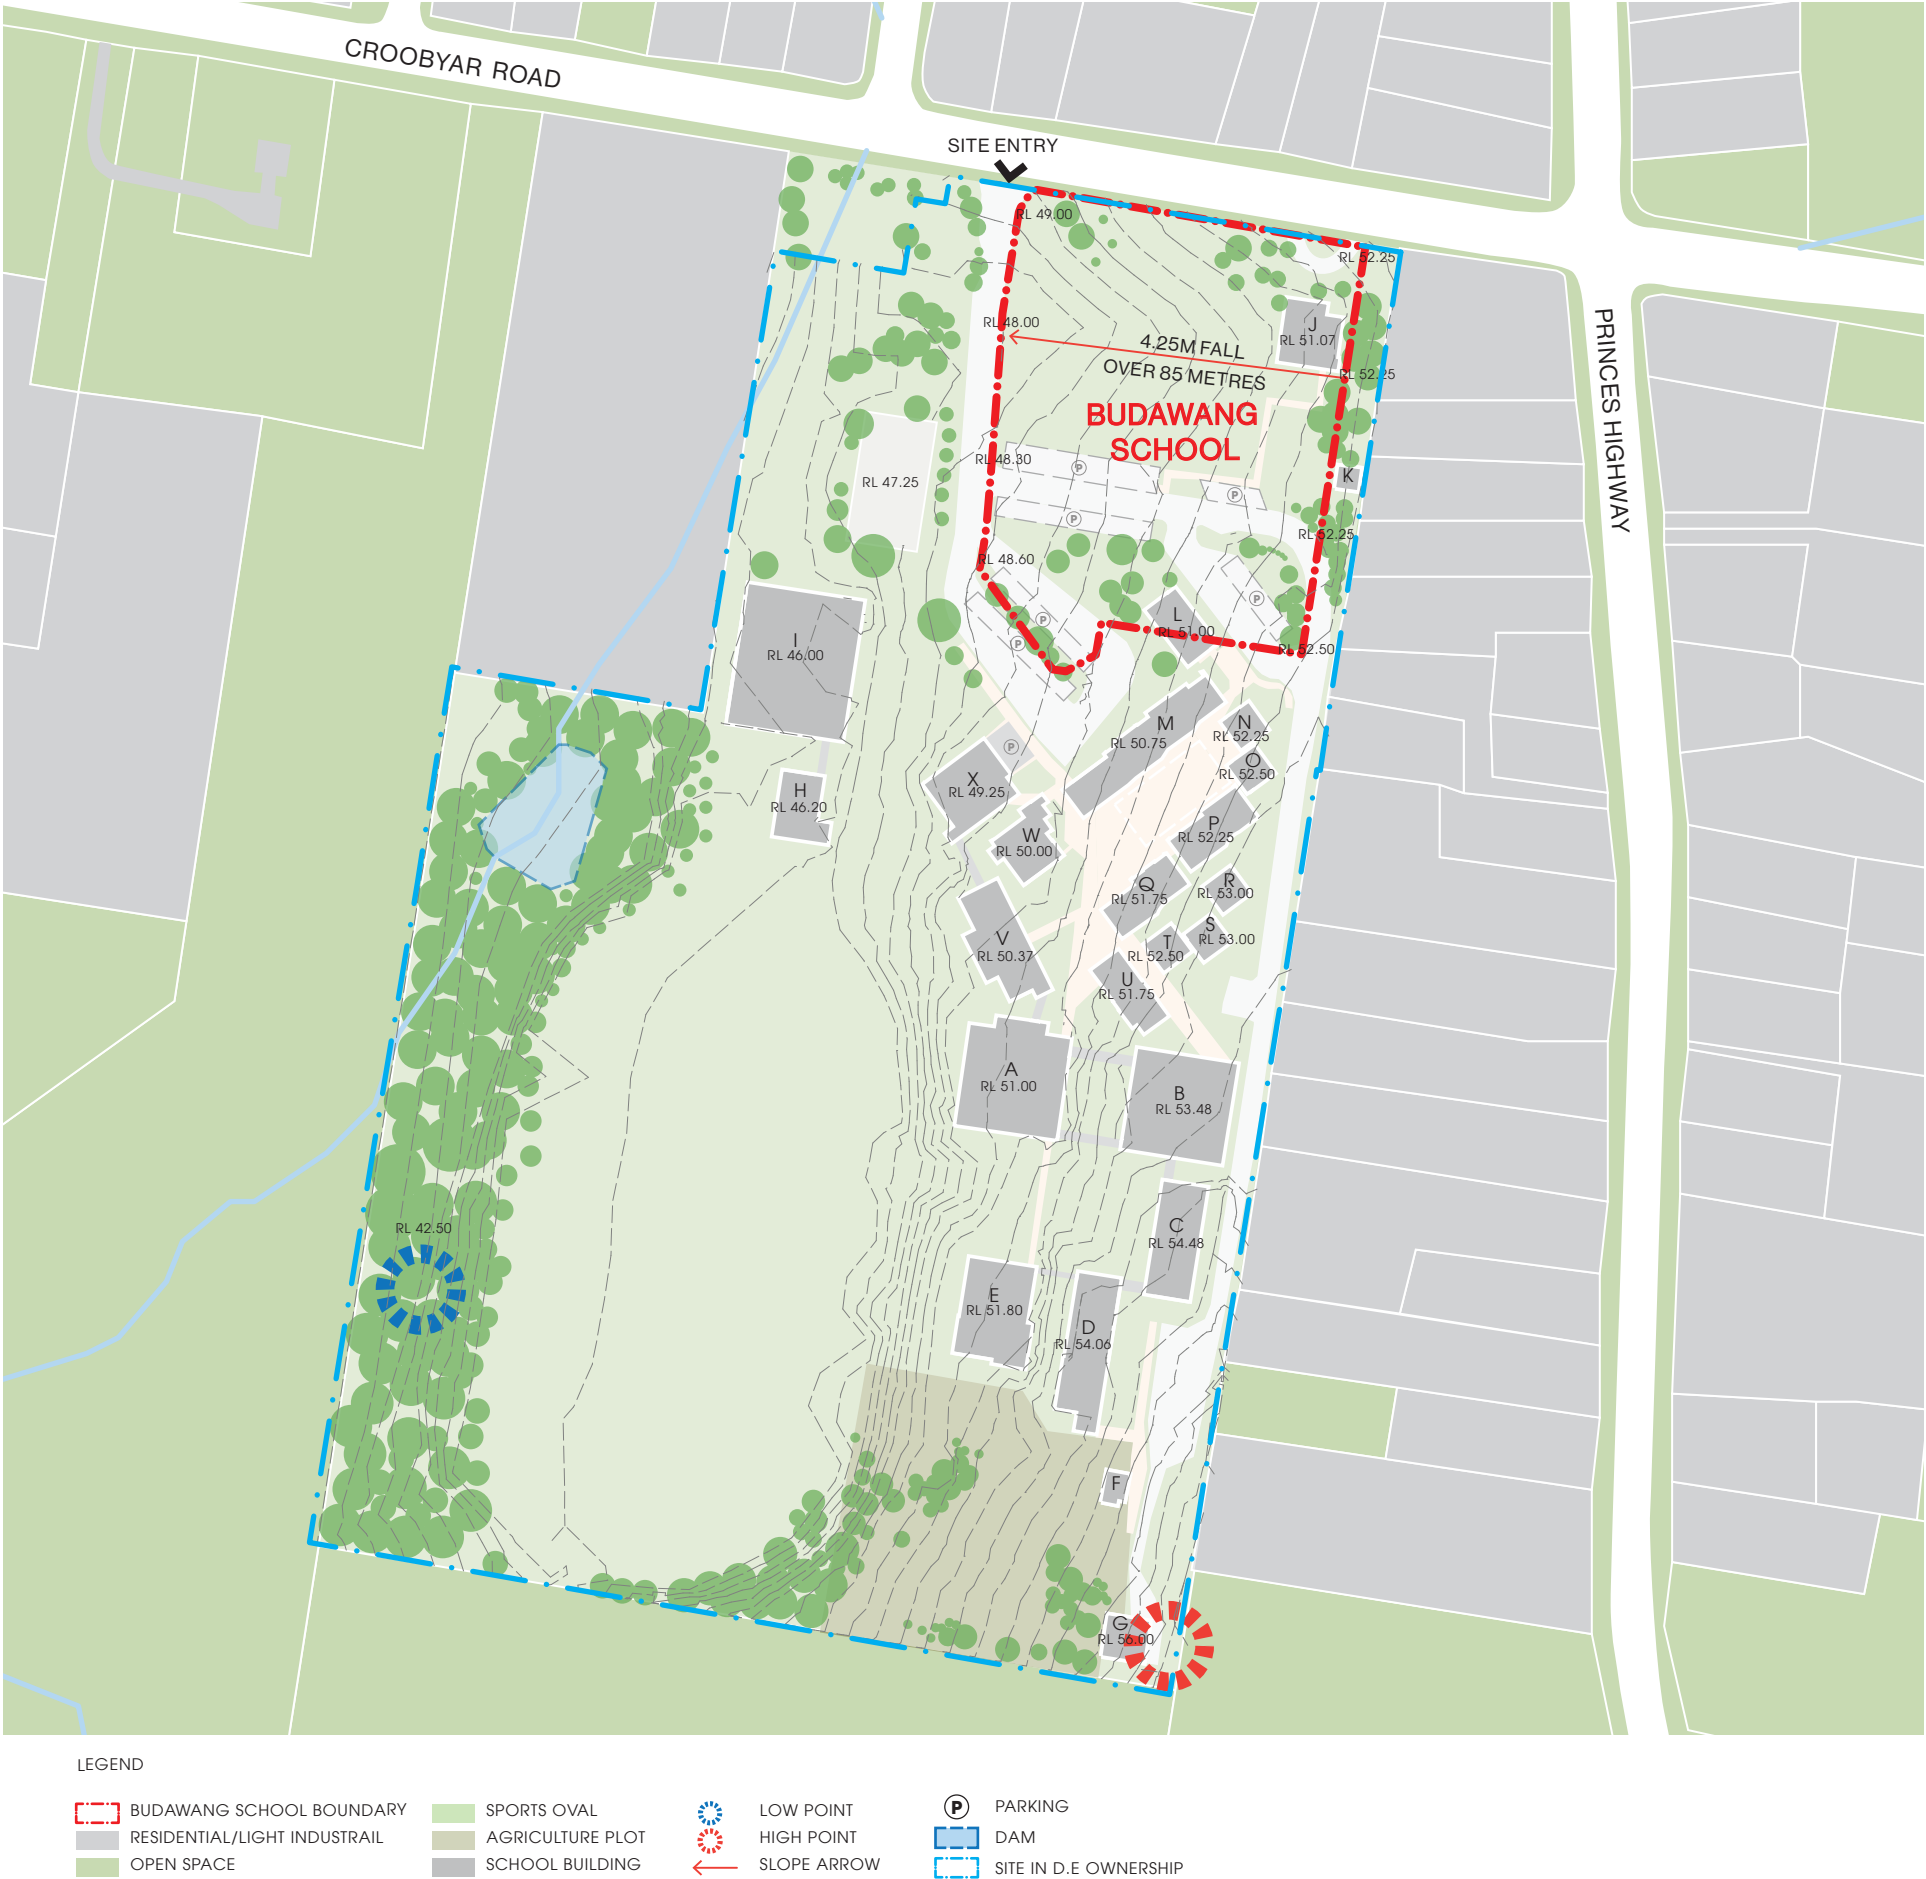 CROOBYAR ROAD
SITE ENTRY
RL 49.00
RL 52.25
RL 48.00
J
RL 51.07
4.25M FALL
OVER 85 METRES
RL 52.25
BUDAWANG
SCHOOL
PRINCES HIGHWAY
RL 48.30
P
K
RL 47.25
P
P
RL 52.25
RL 48.60
P
L
RL 51.00
P
P
I
RL 46.00
RL 52.50
M
RL 50.75
N
RL 52.25
P
O
RL 52.50
X
RL 49.25
H
RL 46.20
P
RL 52.25
W
RL 50.00
Q
RL 51.75
R
RL 53.00
S
RL 53.00
V
RL 50.37
T
RL 52.50
U
RL 51.75
A
RL 51.00
B
RL 53.48
RL 42.50
C
RL 54.48
E
RL 51.80
D
RL 54.06
F
G
RL 56.00
LEGEND
BUDAWANG SCHOOL BOUNDARY
RESIDENTIAL/LIGHT INDUSTRAIL
OPEN SPACE
SPORTS OVAL
AGRICULTURE PLOT
SCHOOL BUILDING
LOW POINT
HIGH POINT
SLOPE ARROW
P PARKING
DAM
SITE IN D.E OWNERSHIP